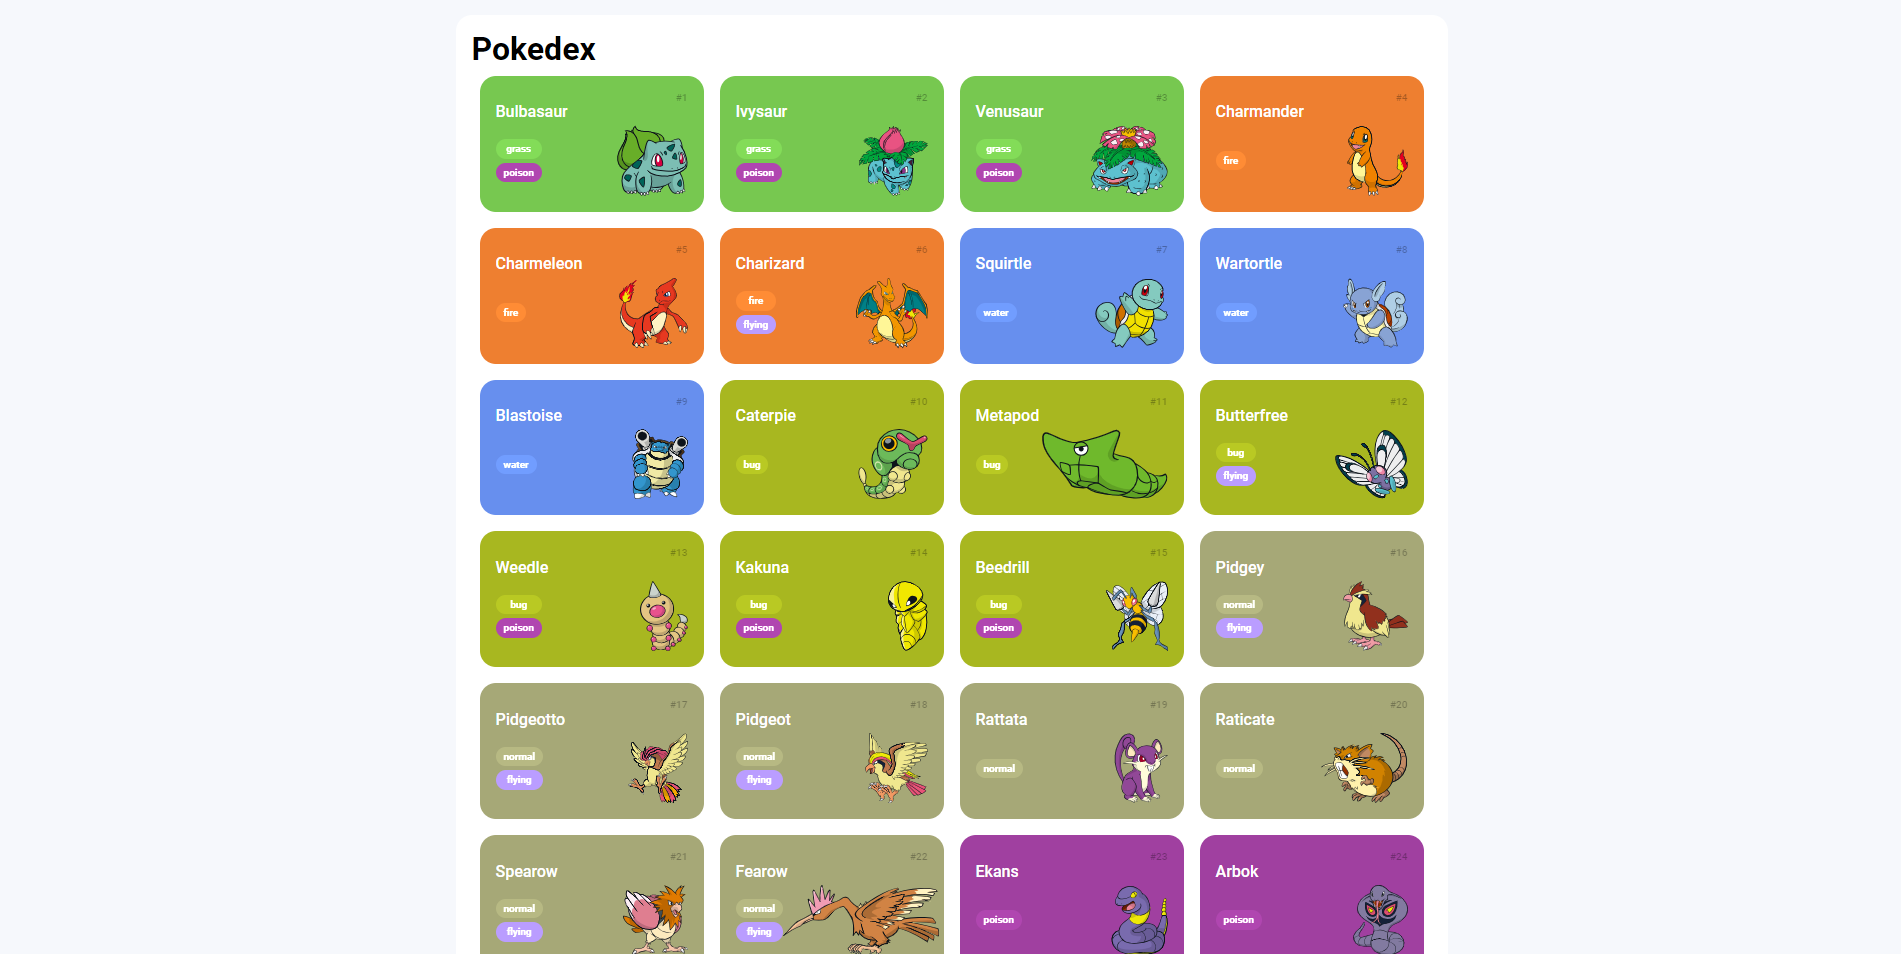 Pokedex
#1
Bulbasaur
grass
poison
#2
Ivysaur
grass
poison
#3
Venusaur
grass
poison
#4
Charmander
fire
#5
Charmeleon
fire
#6
Charizard
fire
flying
#7
Squirtle
water
#8
Wartortle
water
#9
Blastoise
water
#10
Caterpie
bug
#11
Metapod
bug
#12
Butterfree
bug
flying
#13
Weedle
bug
poison
#14
Kakuna
bug
poison
#15
Beedrill
bug
poison
#16
Pidgey
normal
flying
#17
Pidgeotto
normal
flying
#18
Pidgeot
normal
flying
#19
Rattata
normal
#20
Raticate
normal
#21
Spearow
normal
flying
#22
Fearow
normal
flying
#23
Ekans
poison
#24
Arbok
poison